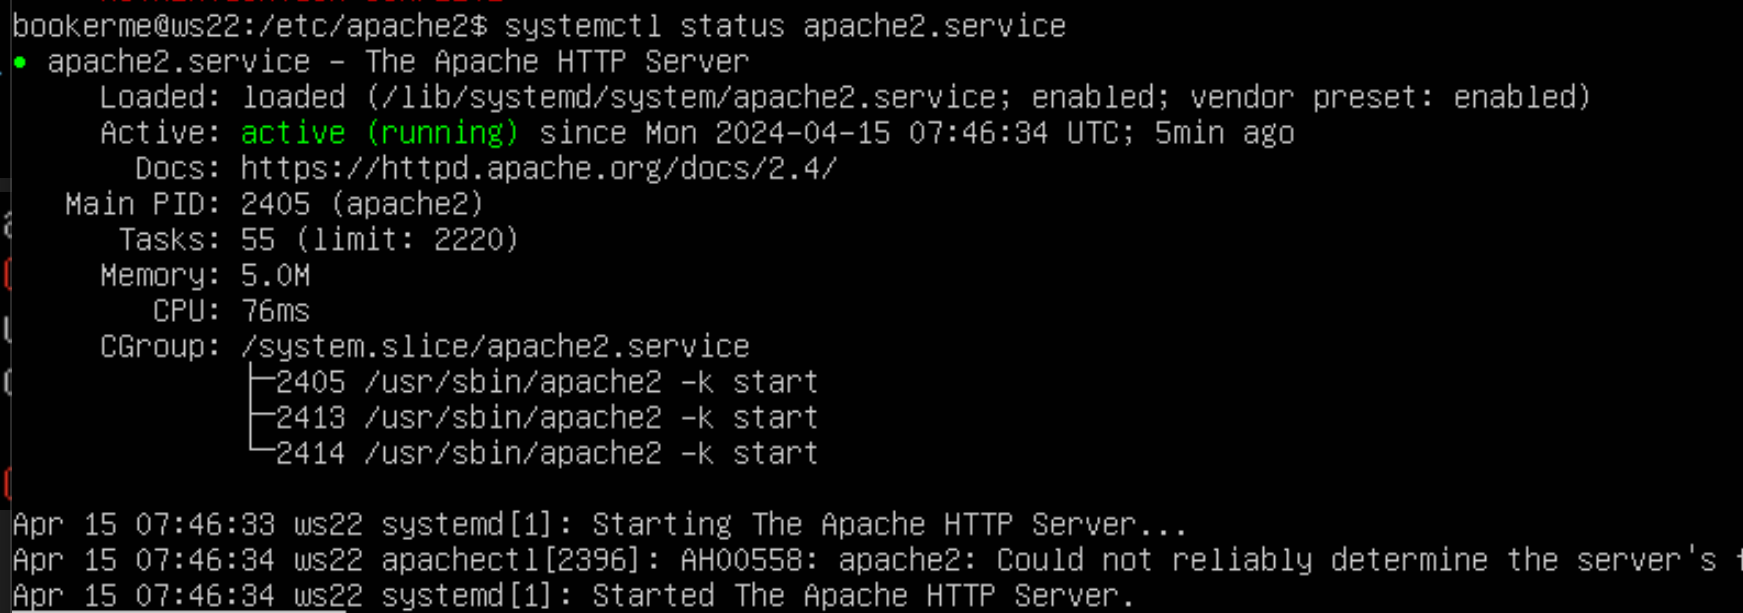 bookerme@ws22:/etc/apache2$ systemctl status apache2.service
● apache2.service - The Apache HTTP Server
Loaded: loaded (/lib/systemd/system/apache2.service; enabled; vendor preset: enabled)
Active: active (running) since Mon 2024-04-15 07:46:34 UTC; 5min ago
Docs: https://httpd.apache.org/docs/2.4/
Main PID: 2405 (apache2)
Tasks: 55 (limit: 2220)
Memory: 5.0M
CPU: 76ms
CGroup: /system.slice/apache2.service
├─2405 /usr/sbin/apache2 -k start
├─2413 /usr/sbin/apache2 -k start
└─2414 /usr/sbin/apache2 -k start
Apr 15 07:46:33 ws22 systemd[1]: Starting The Apache HTTP Server...
Apr 15 07:46:34 ws22 apachectl[2396]: AH00558: apache2: Could not reliably determine the server's
Apr 15 07:46:34 ws22 systemd[1]: Started The Apache HTTP Server.